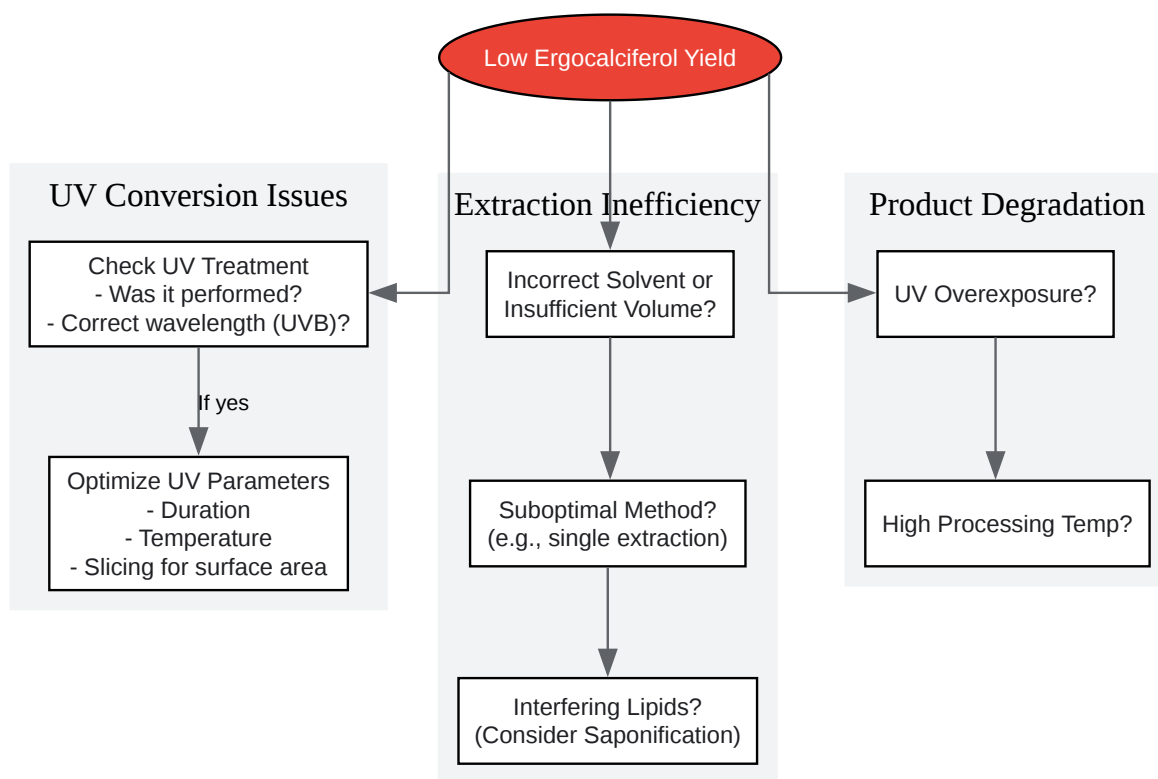 Low Ergocalciferol Yield
UV Conversion Issues
Check UV Treatment
- Was it performed?
- Correct wavelength (UVB)?
If yes
Optimize UV Parameters
- Duration
- Temperature
- Slicing for surface area
Extraction Inefficiency
Incorrect Solvent or
Insufficient Volume?
Suboptimal Method?
(e.g., single extraction)
Interfering Lipids?
(Consider Saponification)
Product Degradation
UV Overexposure?
High Processing Temp?